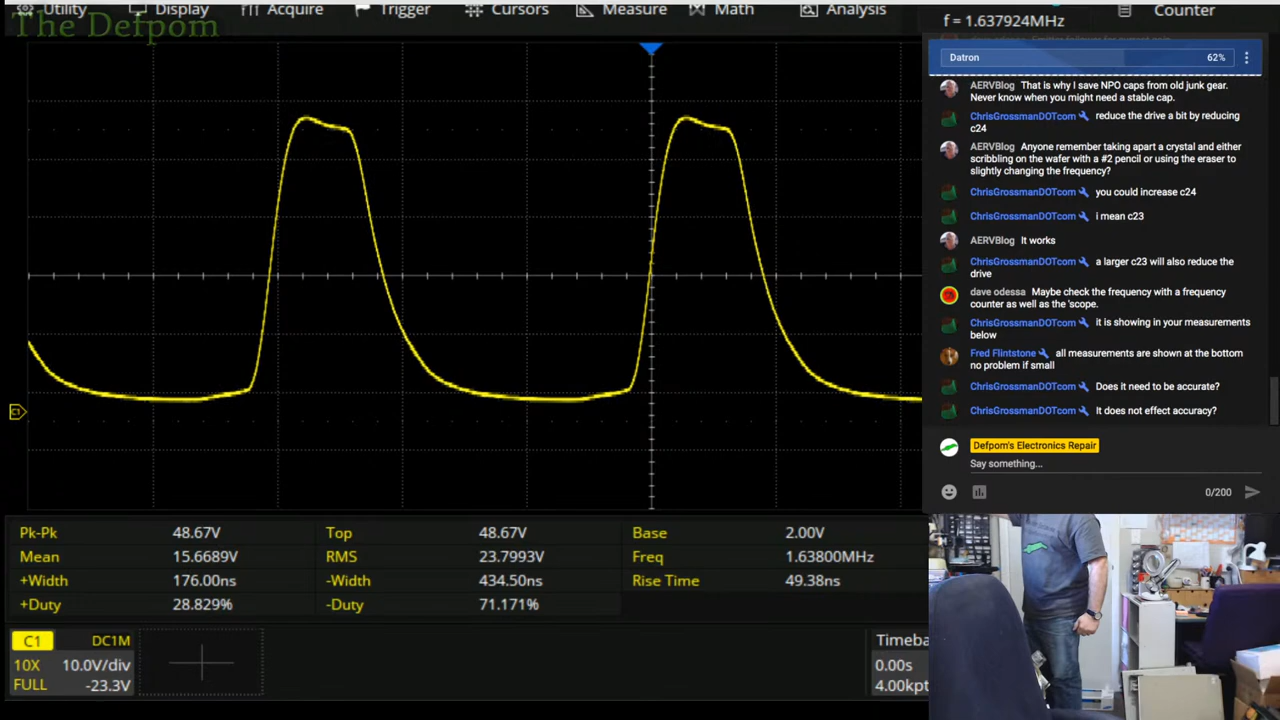 Utility Display Acquire Trigger Cursors Measure Math Analysis
The Defpom
f = 1.637924MHz
Counter
Datron 62%
AERVBlog That is why I save NPO caps from old junk gear.
Never know when you might need a stable cap.
ChrisGrossmanDOTcom reduce the drive a bit by reducing
c24
AERVBlog Anyone remember taking apart a crystal and either
scribbling on the wafer with a #2 pencil or using the eraser to
slightly changing the frequency?
ChrisGrossmanDOTcom you could increase c24
ChrisGrossmanDOTcom i mean c23
AERVBlog It works
ChrisGrossmanDOTcom a larger c23 will also reduce the
drive
dave odessa Maybe check the frequency with a frequency
counter as well as the 'scope.
ChrisGrossmanDOTcom it is showing in your measurements
below
Fred Flintstone all measurements are shown at the bottom
no problem if small
ChrisGrossmanDOTcom Does it need to be accurate?
ChrisGrossmanDOTcom It does not effect accuracy?
Defpom's Electronics Repair
Say something...
0/200
C1
Pk-Pk 48.67V Top 48.67V Base 2.00V
Mean 15.6689V RMS 23.7993V Freq 1.63800MHz
+Width 176.00ns -Width 434.50ns Rise Time 49.38ns
+Duty 28.829% -Duty 71.171%
C1 DC1M
10X 10.0V/div
FULL -23.3V
Timeba
0.00s
4.00kpt